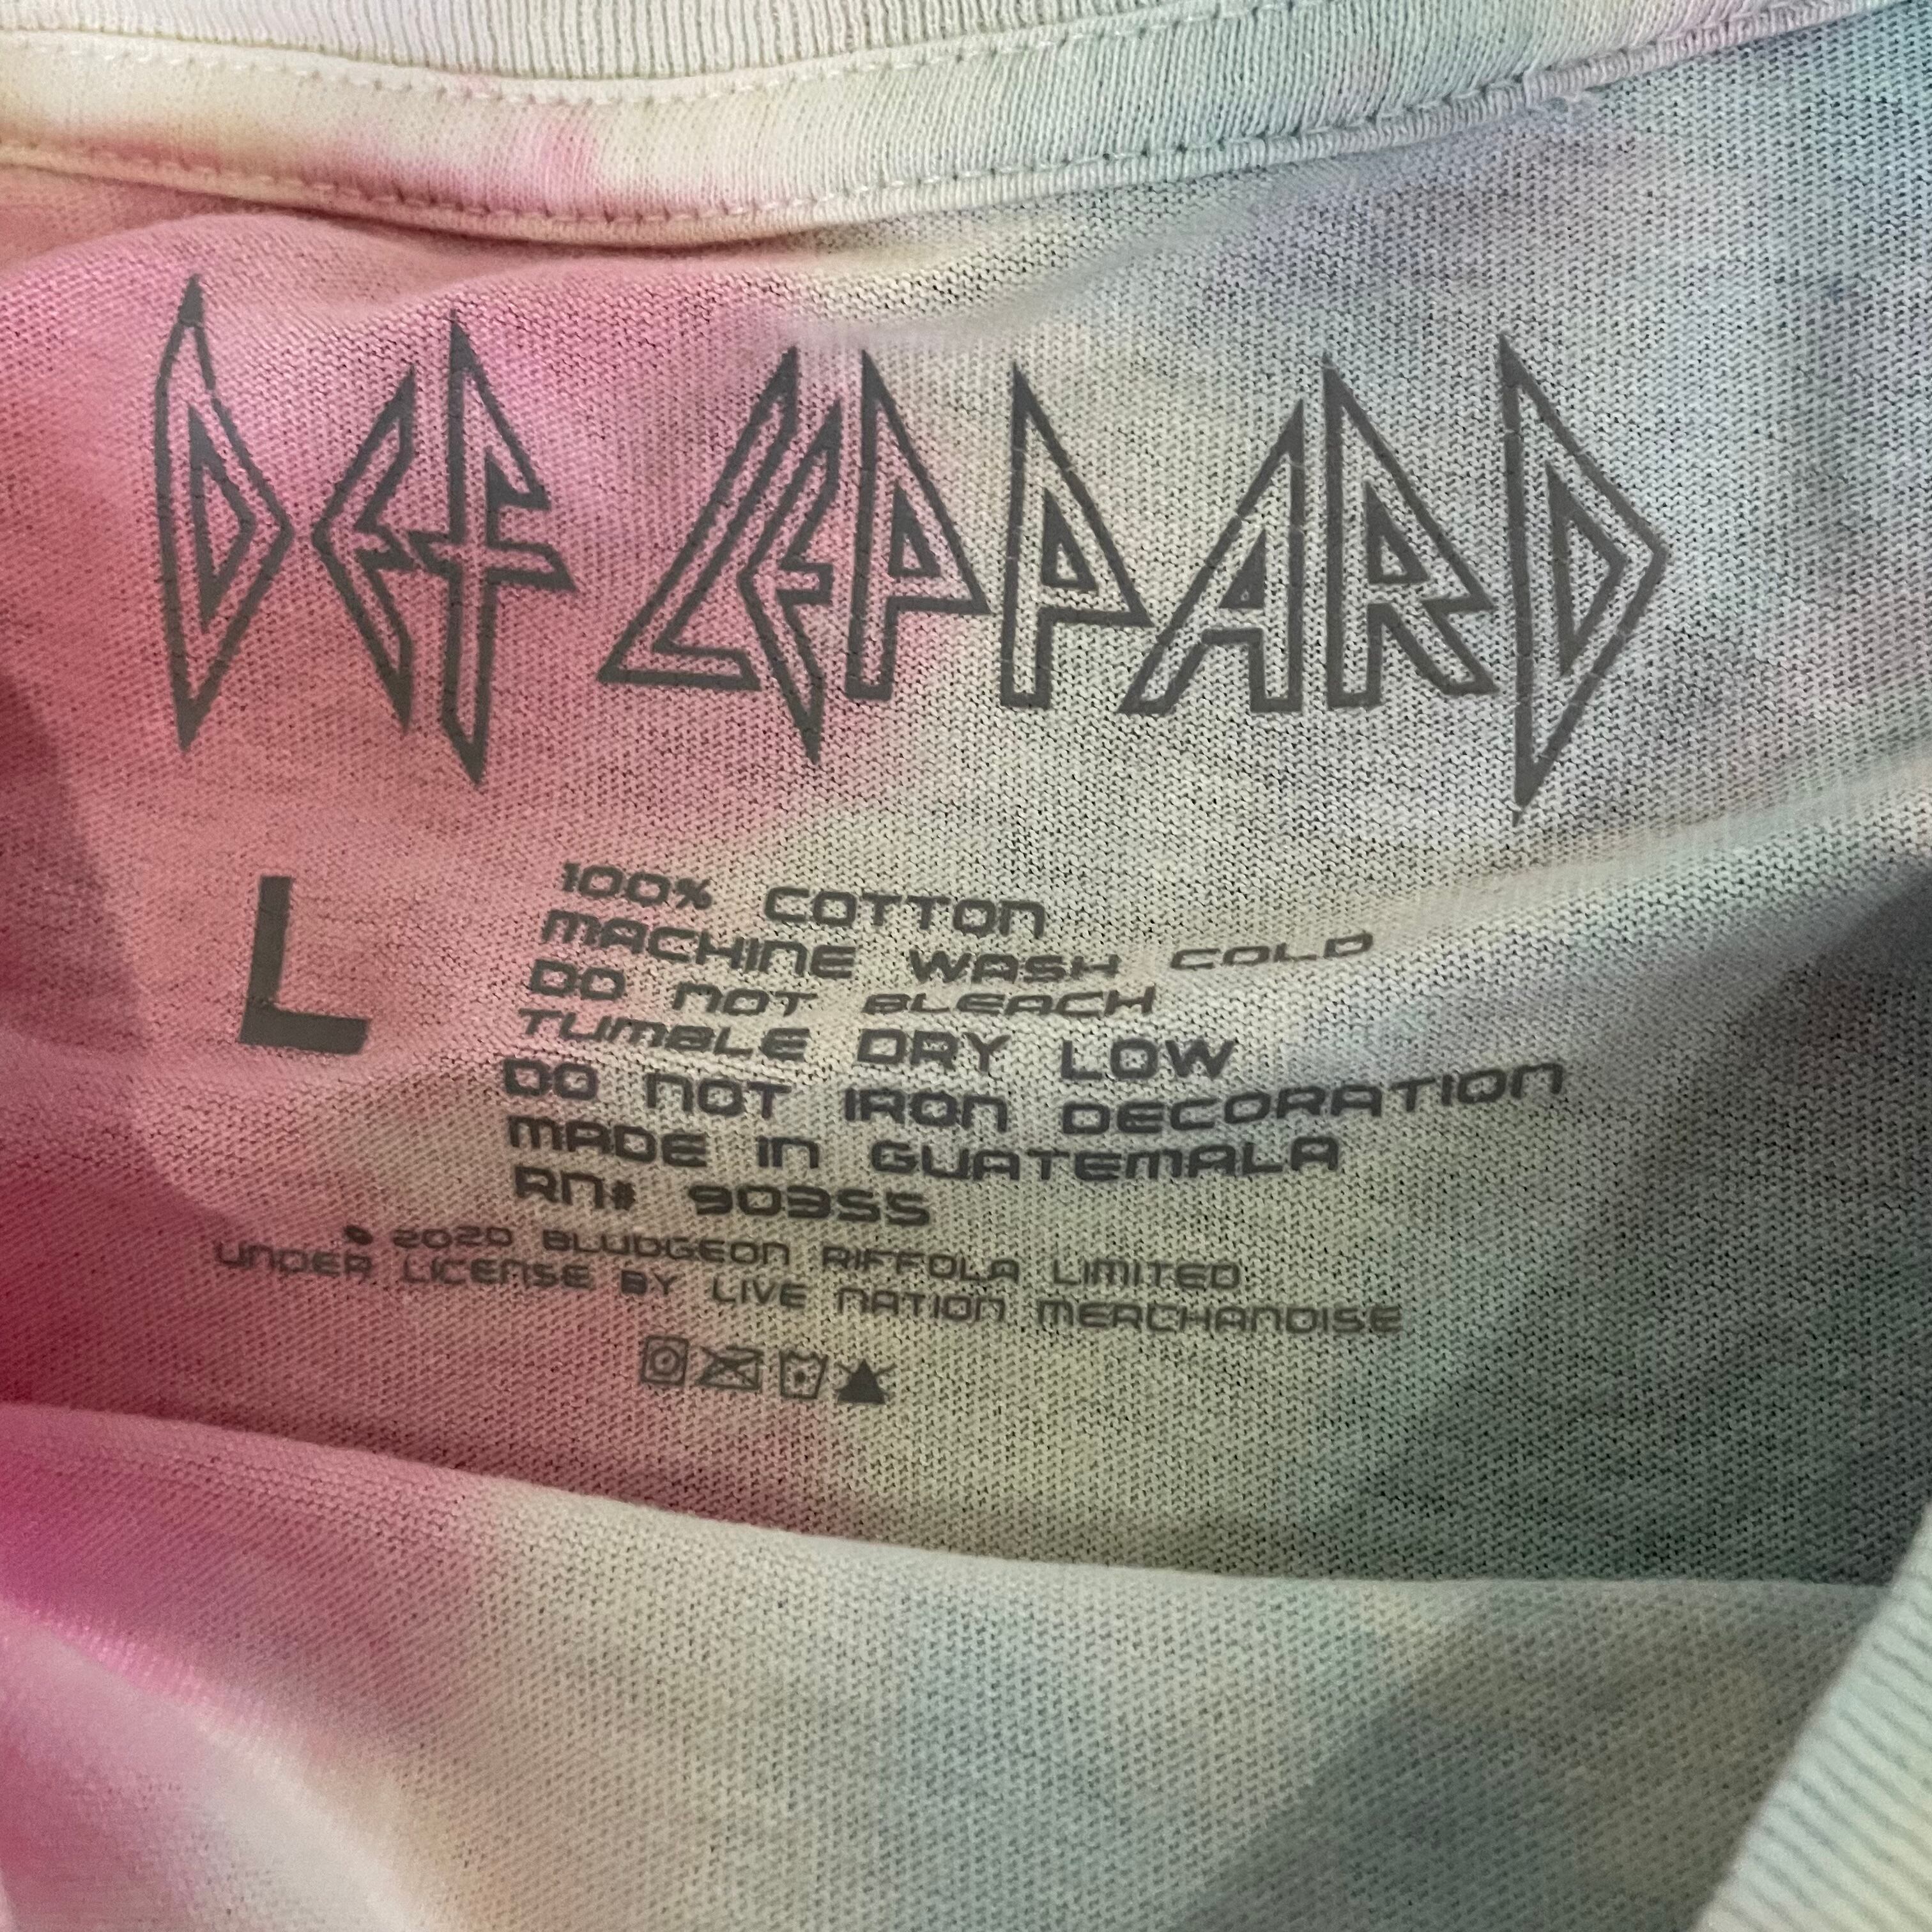 DEF LEPPARD
L
100% COTTON
MACHINE WASH COLD
DO NOT BLEACH
TUMBLE DRY LOW
DO NOT IRON DECORATION
MADE IN GUATEMALA
RN# 90355
© 2020 BLUDGEON RIFFOLA LIMITED
UNDER LICENSE BY LIVE NATION MERCHANDISE